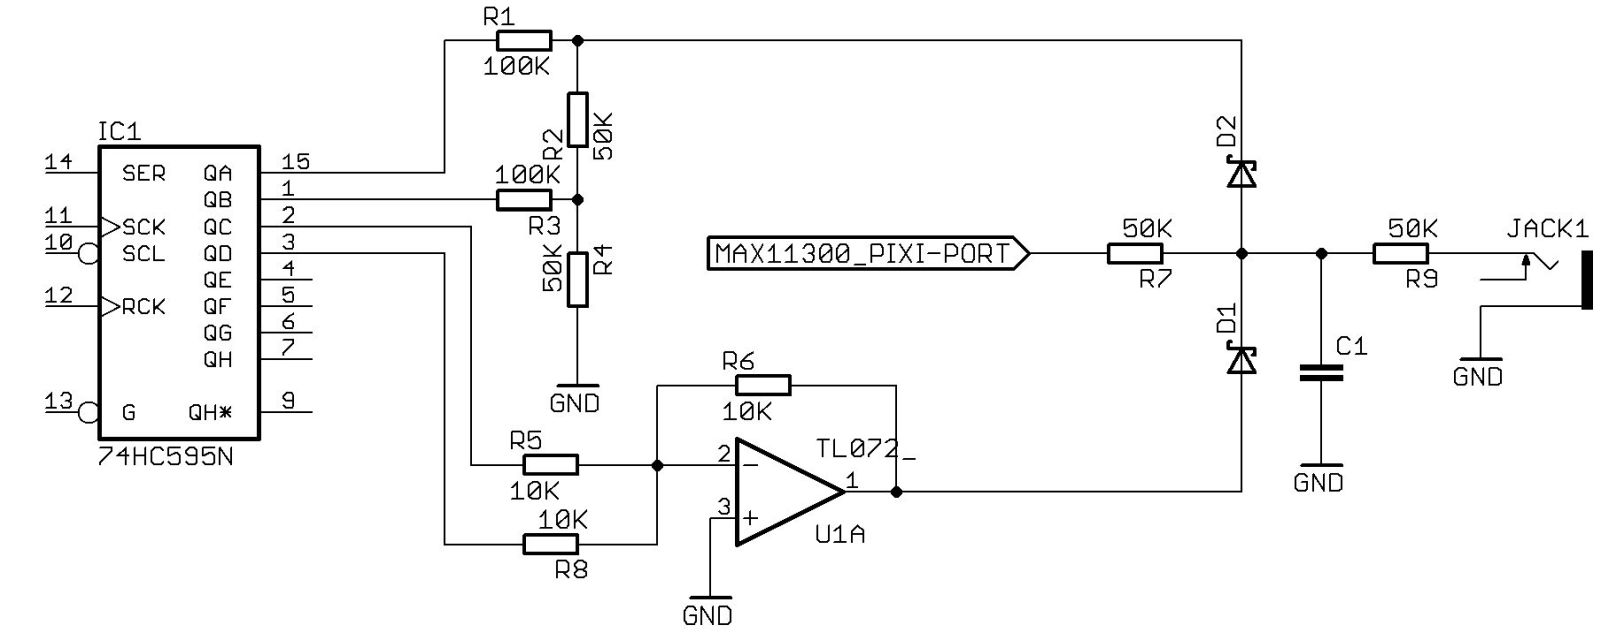 R1
100K
R2
50K
100K
R3
50K
R4
GND
IC1
14 SER QA 15
QB 1
11 SCK QC 2
10 SCL QD 3
QE 4
12 RCK QF 5
QG 6
QH 7
13 G QH* 9
74HC595N
MAX11300_PIXI-PORT
50K
R7
D2
D1
50K
R9
JACK1
GND
C1
GND
R6
10K
R5
10K
10K
R8
2 -
3 +
1
TL072_
U1A
GND